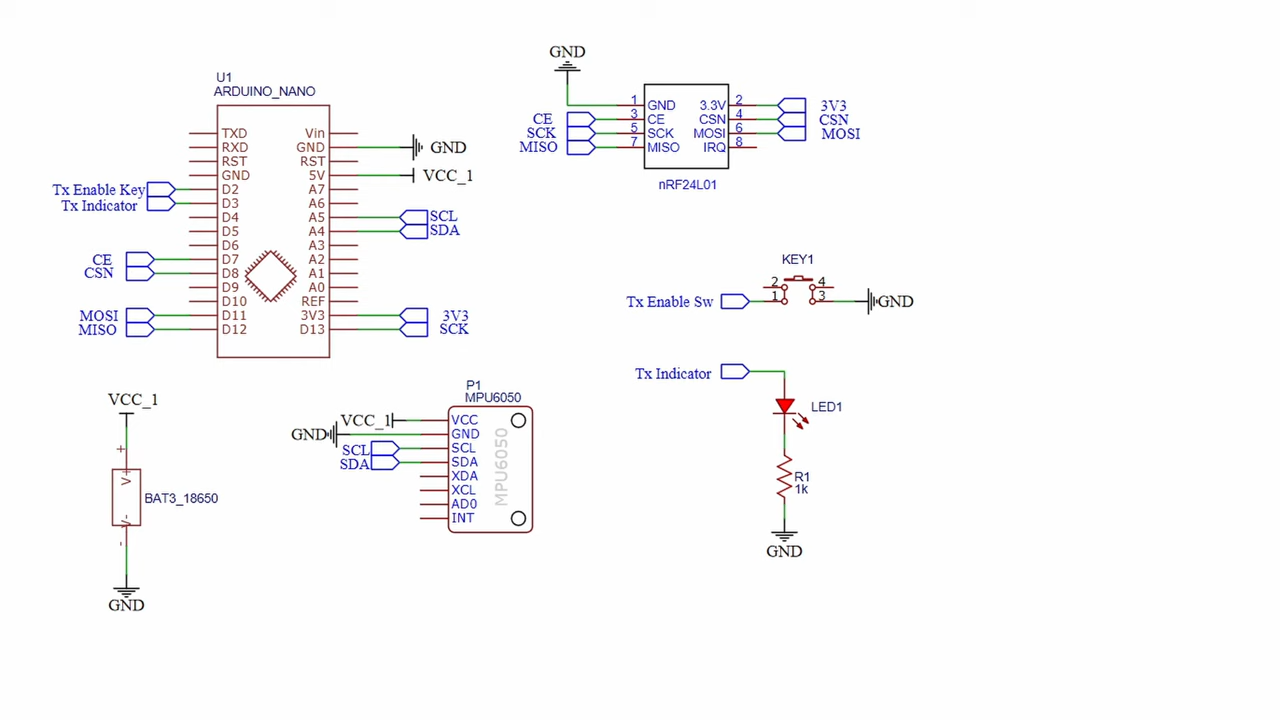 U1
ARDUINO_NANO
TXD Vin
RXD GND GND
RST RST
GND 5V VCC_1
Tx Enable Key D2 A7
Tx Indicator D3 A6
D4 A5 SCL
D5 A4 SDA
D6 A3
CE D7 A2
CSN D8 A1
D9 A0
D10 REF
MOSI D11 3V3 3V3
MISO D12 D13 SCK
GND
1 GND 3.3V 2 3V3
CE 3 CE CSN 4 CSN
SCK 5 SCK MOSI 6 MOSI
MISO 7 MISO IRQ 8
nRF24L01
KEY1
2 4
Tx Enable Sw 1 3 GND
Tx Indicator
LED1
R1
1k
GND
VCC_1
+
V+
BAT3_18650
V-
-
GND
P1
MPU6050
VCC_1 VCC
GND GND
SCL SCL
SDA SDA
XDA
XCL
AD0
INT
MPU6050